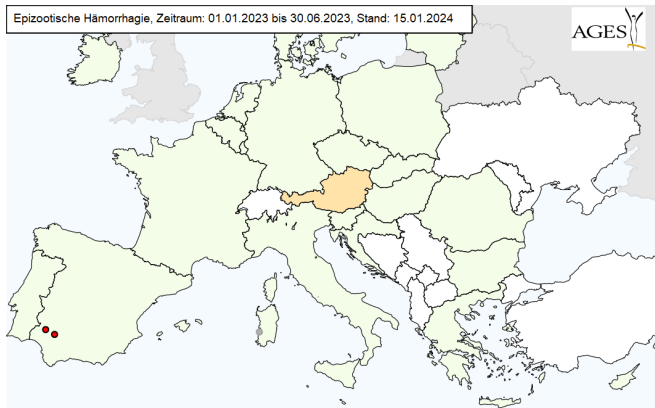 Epizootische Hämorrhagie, Zeitraum: 01.01.2023 bis 30.06.2023, Stand: 15.01.2024
AGES